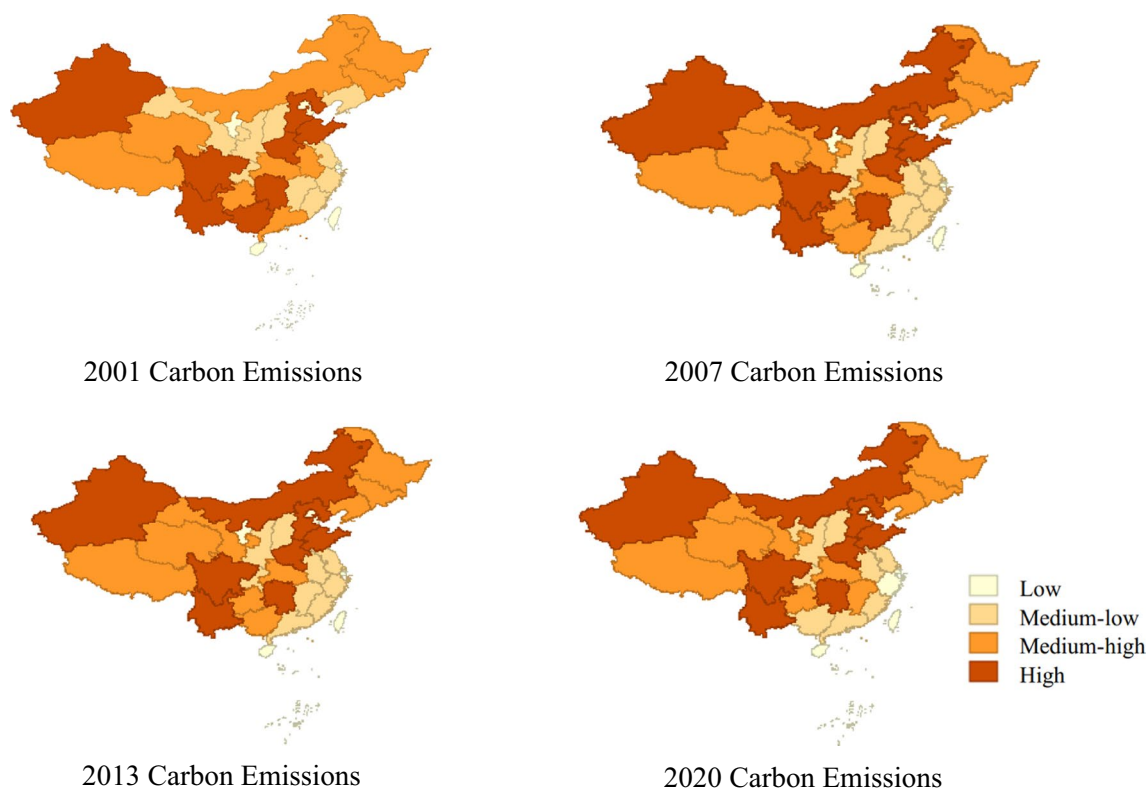 2001 Carbon Emissions
2007 Carbon Emissions
Low
Medium-low
Medium-high
High
2013 Carbon Emissions
2020 Carbon Emissions